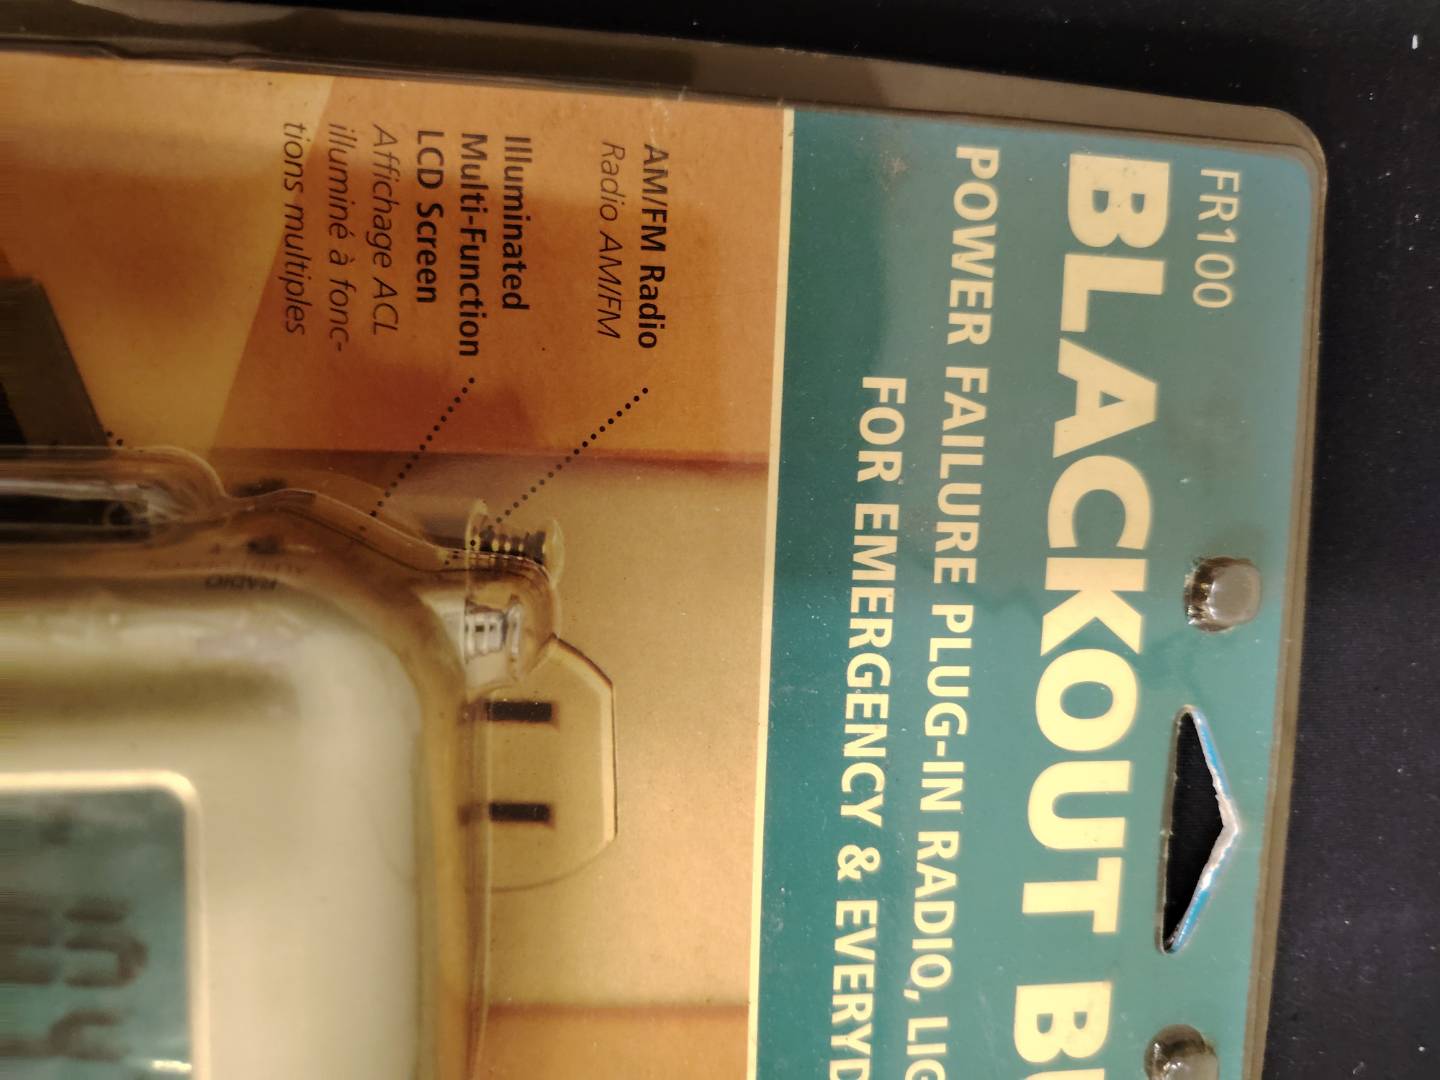 FR100
BLACKOUT
POWER FAILURE PLUG-IN RADIO,
FOR EMERGENCY &
AM/FM Radio
Radio AM/FM
Illuminated
Multi-Function
LCD Screen
Affichage ACL
illuminé à fonc-
tions multiples
RADIO